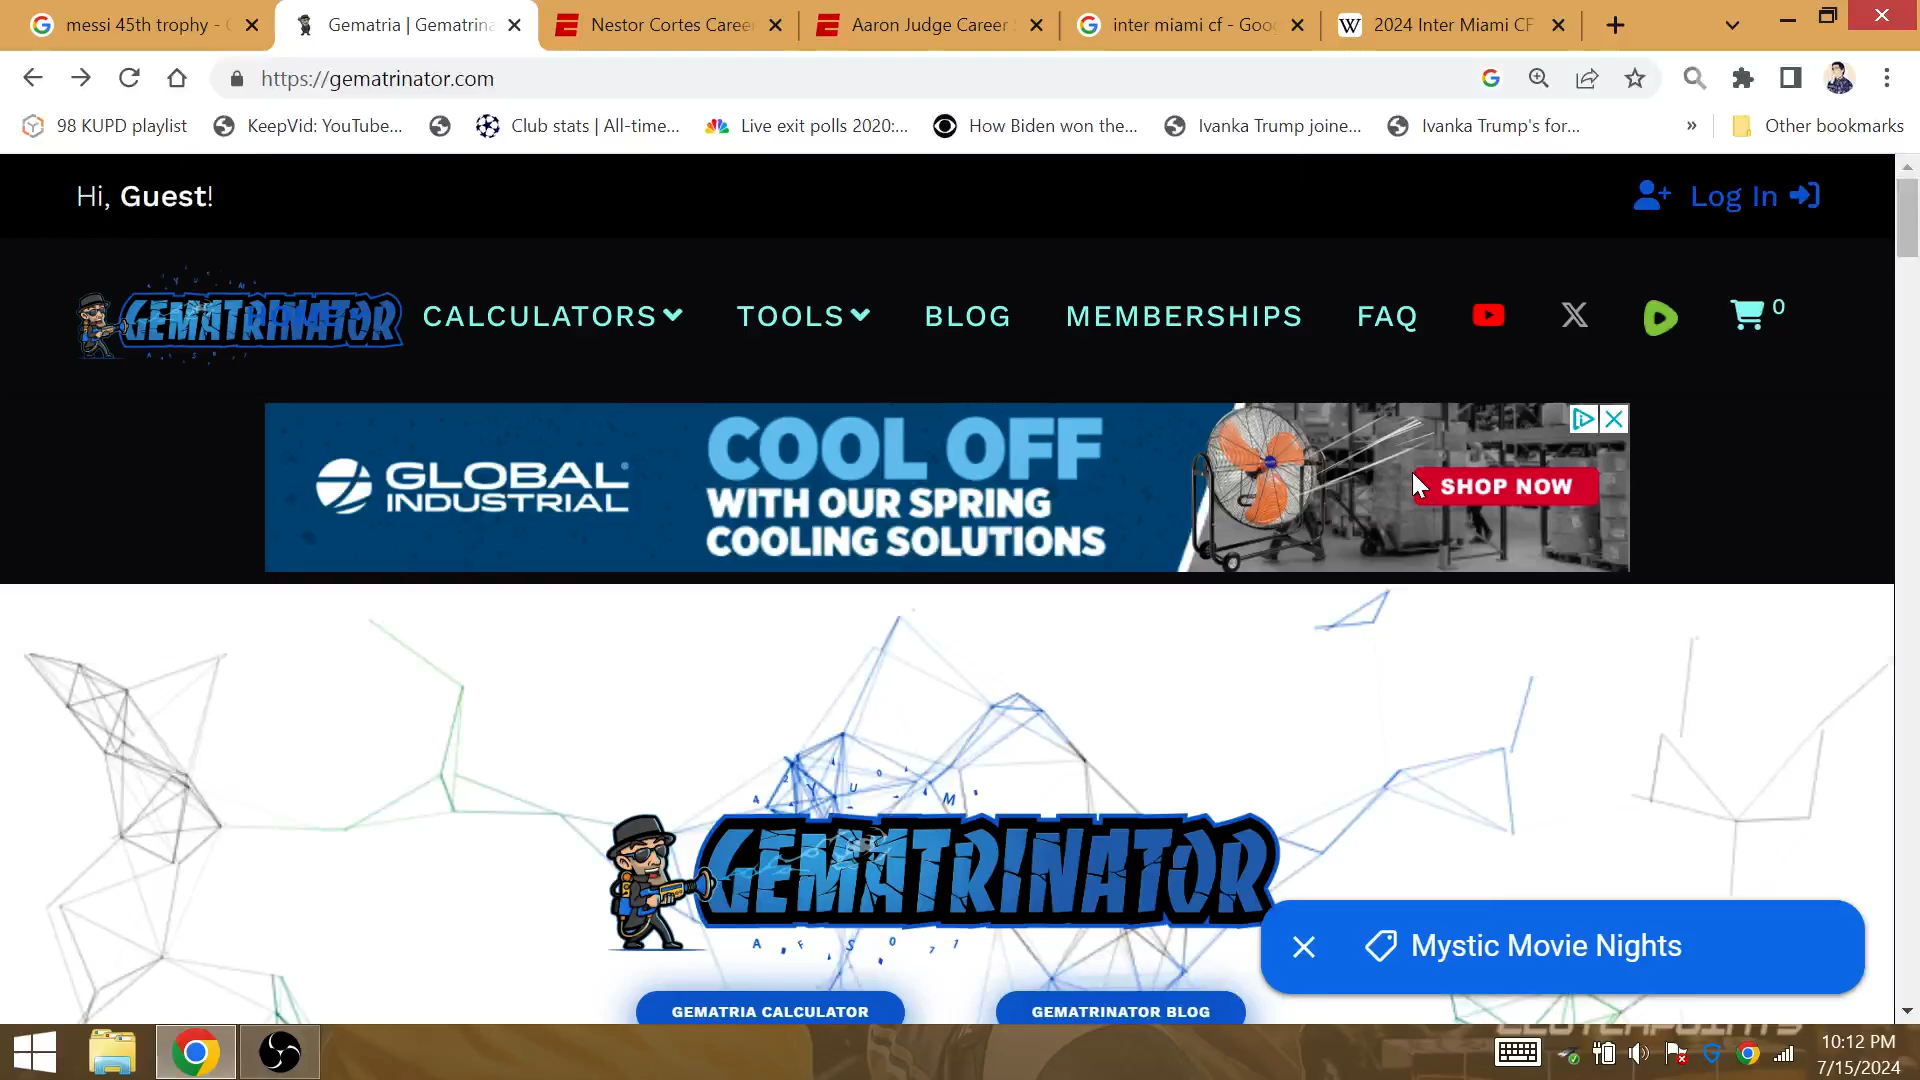 messi 45th trophy -
Gematria | Gematrina
Nestor Cortes Career
Aaron Judge Career
inter miami cf - Goo
2024 Inter Miami CF
https://gematrinator.com
98 KUPD playlist
KeepVid: YouTube...
Club stats | All-time...
Live exit polls 2020:...
How Biden won the...
Ivanka Trump joine...
Ivanka Trump's for...
»
Other bookmarks
Hi, Guest!
Log In
GEMATRINATOR
CALCULATORS
TOOLS
BLOG
MEMBERSHIPS
FAQ
0
GLOBAL INDUSTRIAL
COOL OFF
WITH OUR SPRING
COOLING SOLUTIONS
SHOP NOW
GEMATRINATOR
Mystic Movie Nights
GEMATRIA CALCULATOR
GEMATRINATOR BLOG
10:12 PM
7/15/2024